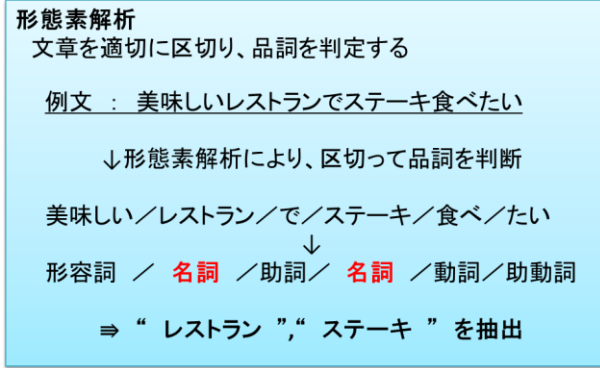 形態素解析
文章を適切に区切り、品詞を判定する
例文 ： 美味しいレストランでステーキ食べたい
↓形態素解析により、区切って品詞を判断
美味しい／レストラン／で／ステーキ／食べ／たい
↓
形容詞 ／ 名詞 ／助詞／ 名詞 ／動詞／助動詞
⇛ “ レストラン ”,“ ステーキ ” を抽出